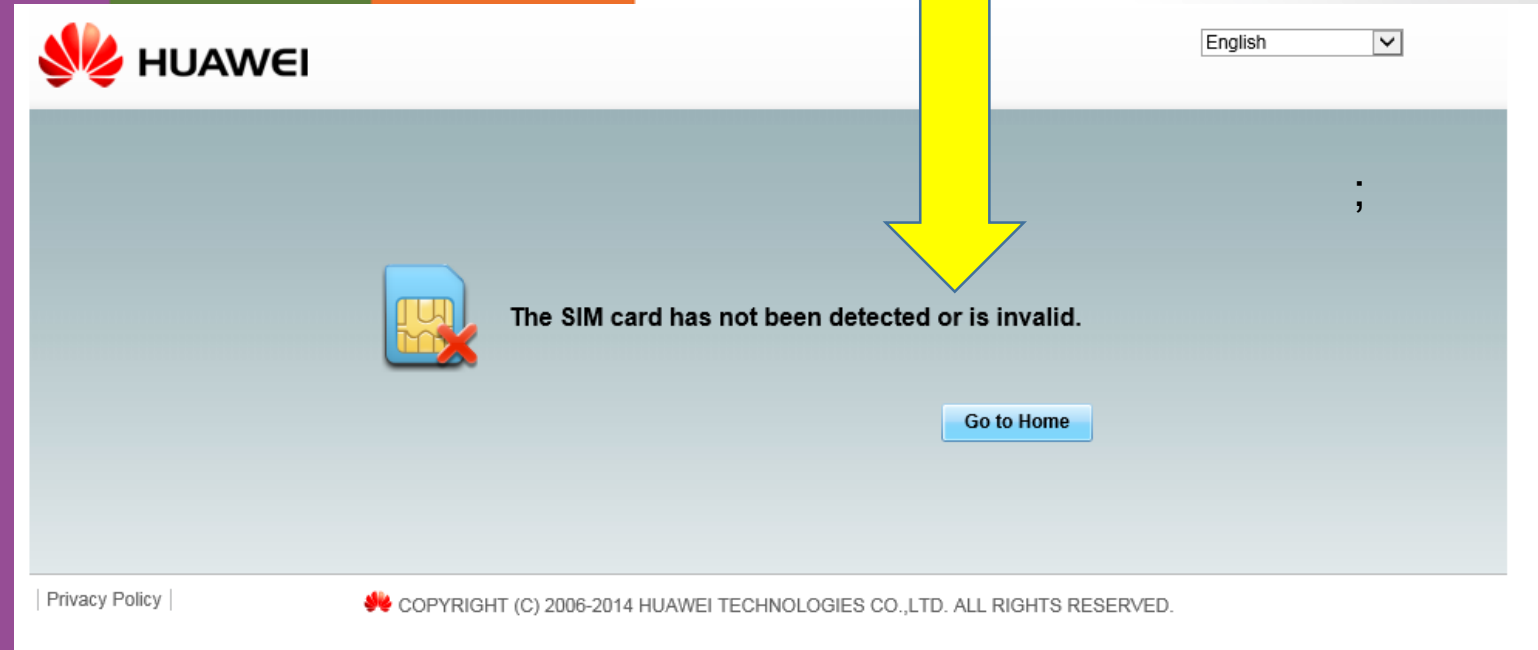 HUAWEI
English
;
The SIM card has not been detected or is invalid.
Go to Home
Privacy Policy
COPYRIGHT (C) 2006-2014 HUAWEI TECHNOLOGIES CO.,LTD. ALL RIGHTS RESERVED.